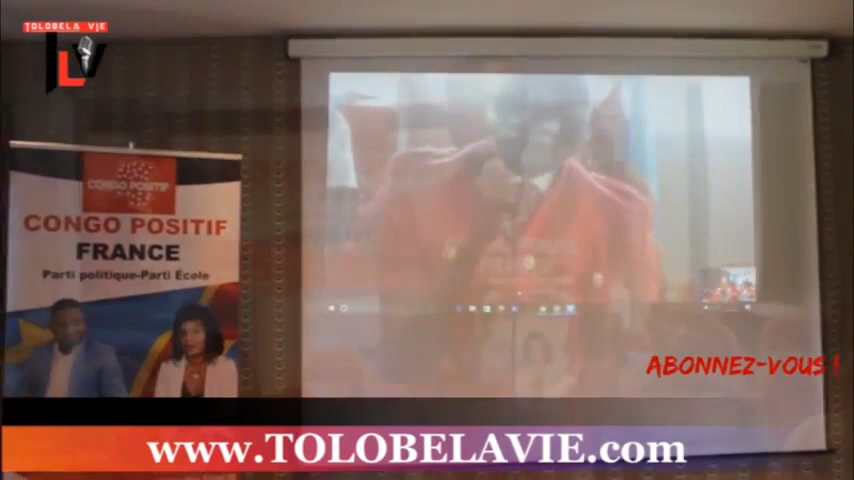 TOLOBELA VIE
CONGO POSITIF
CONGO POSITIF
FRANCE
Parti politique-Parti École
ABONNEZ-VOUS !
www.TOLOBELAVIE.com